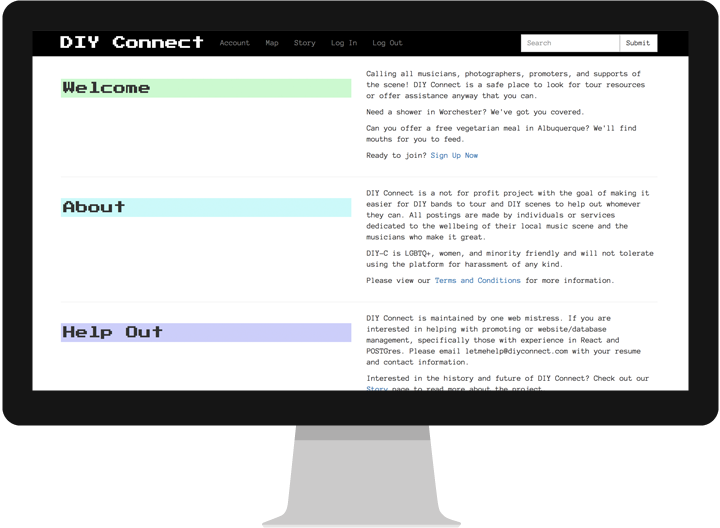 DIY Connect Account Map Story Log In Log Out Search Submit
Welcome
Calling all musicians, photographers, promoters, and supports of
the scene! DIY Connect is a safe place to look for tour resources
or offer assistance anyway that you can.
Need a shower in Worchester? We've got you covered.
Can you offer a free vegetarian meal in Albuquerque? We'll find
mouths for you to feed.
Ready to join? Sign Up Now
About
DIY Connect is a not for profit project with the goal of making it
easier for DIY bands to tour and DIY scenes to help out whomever
they can. All postings are made by individuals or services
dedicated to the wellbeing of their local music scene and the
musicians who make it great.
DIY-C is LGBTQ+, women, and minority friendly and will not tolerate
using the platform for harassment of any kind.
Please view our Terms and Conditions for more information.
Help Out
DIY Connect is maintained by one web mistress. If you are
interested in helping with promoting or website/database
management, specifically those with experience in React and
POSTGres. Please email letmehelp@diyconnect.com with your resume
and contact information.
Interested in the history and future of DIY Connect? Check out our
Story page to read more about the project